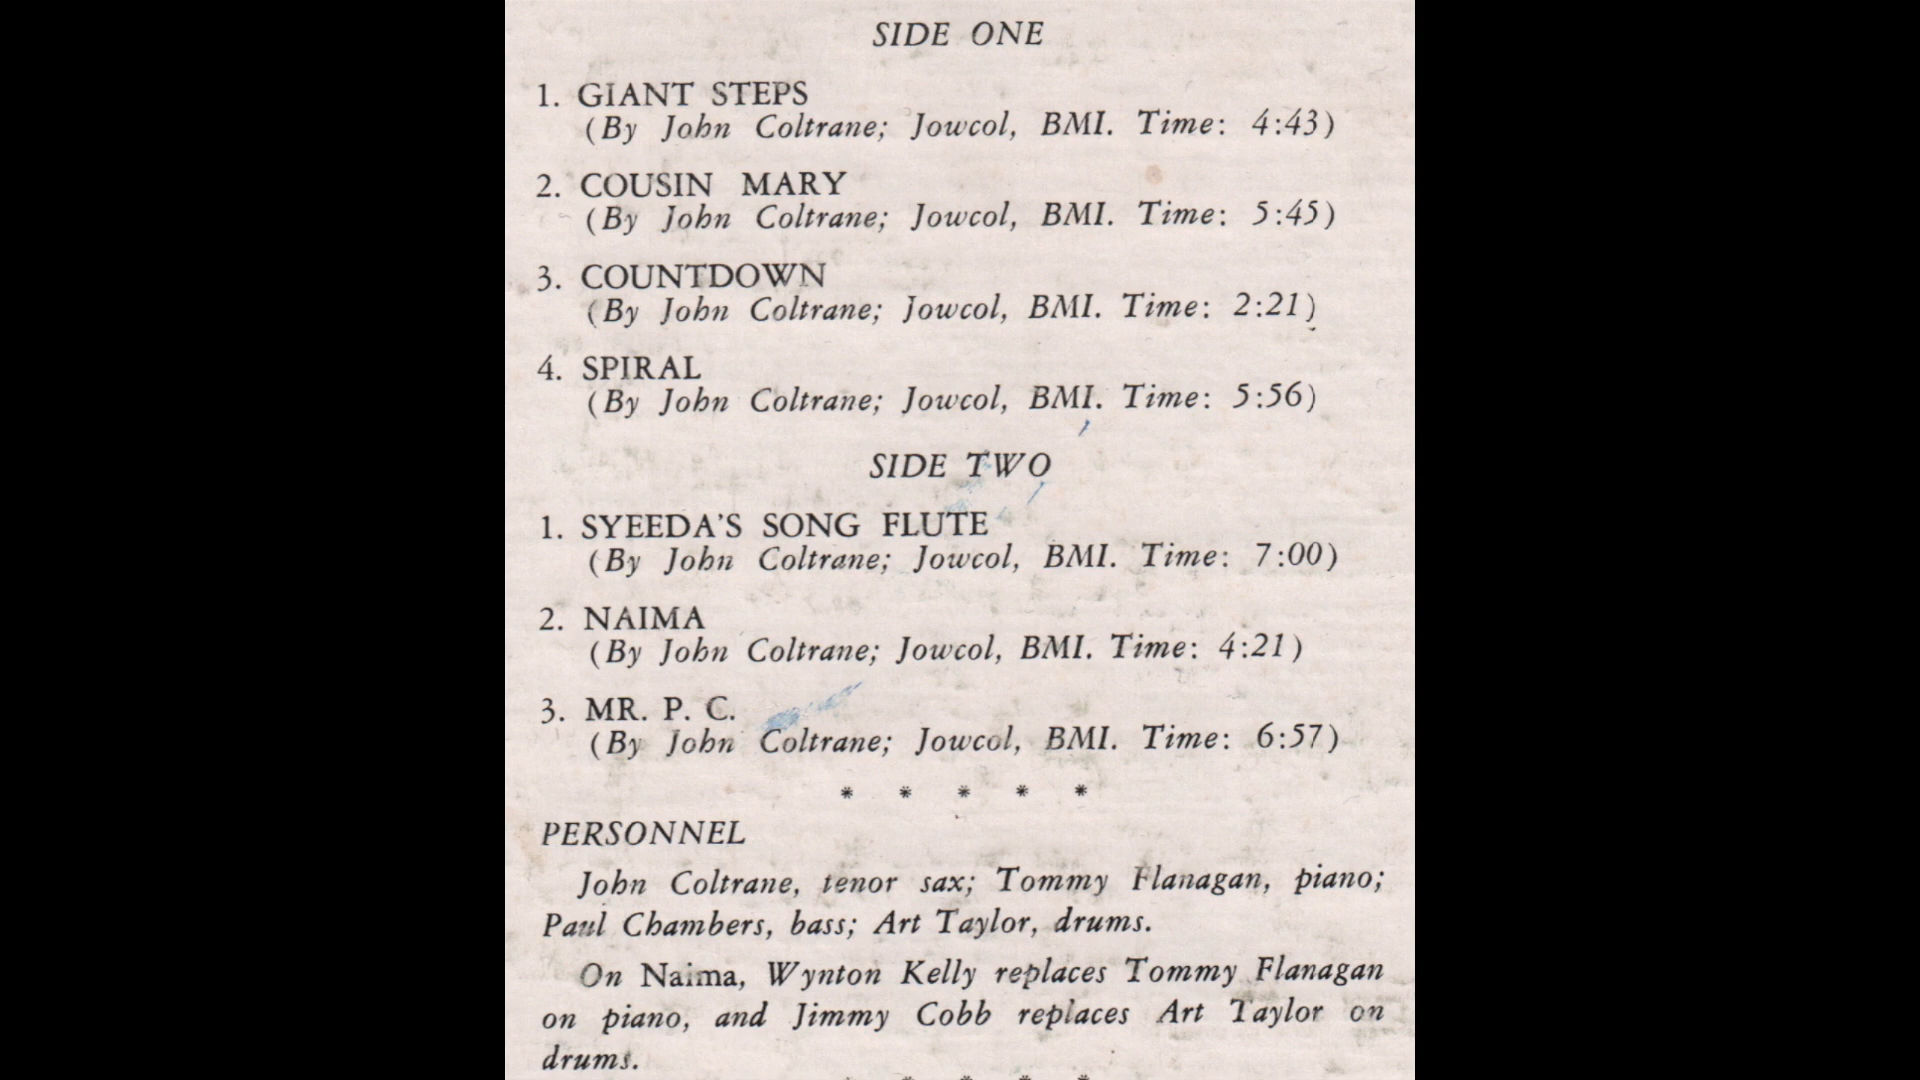 SIDE ONE
1. GIANT STEPS
(By John Coltrane; Jowcol, BMI. Time: 4:43)
2. COUSIN MARY
(By John Coltrane; Jowcol, BMI. Time: 5:45)
3. COUNTDOWN
(By John Coltrane; Jowcol, BMI. Time: 2:21)
4. SPIRAL
(By John Coltrane; Jowcol, BMI. Time: 5:56)
SIDE TWO
1. SYEEDA'S SONG FLUTE
(By John Coltrane; Jowcol, BMI. Time: 7:00)
2. NAIMA
(By John Coltrane; Jowcol, BMI. Time: 4:21)
3. MR. P. C.
(By John Coltrane; Jowcol, BMI. Time: 6:57)
* * * * *
PERSONNEL
John Coltrane, tenor sax; Tommy Flanagan, piano;
Paul Chambers, bass; Art Taylor, drums.
On Naima, Wynton Kelly replaces Tommy Flanagan
on piano, and Jimmy Cobb replaces Art Taylor on
drums.